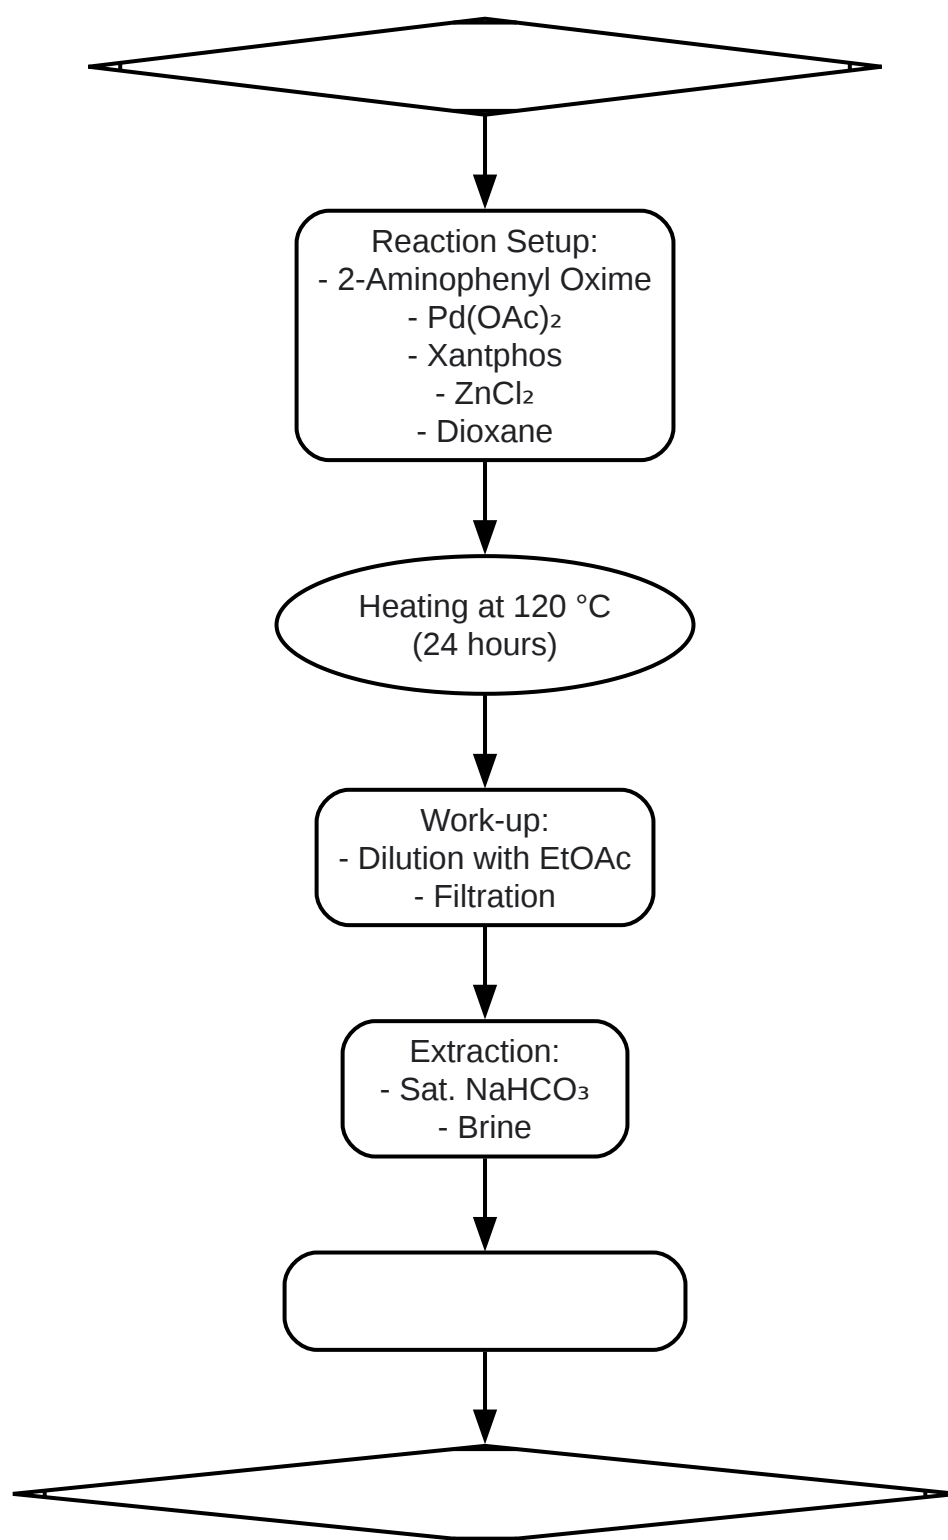 Reaction Setup:
- 2-Aminophenyl Oxime
- Pd(OAc)₂
- Xantphos
- ZnCl₂
- Dioxane
Heating at 120 °C
(24 hours)
Work-up:
- Dilution with EtOAc
- Filtration
Extraction:
- Sat. NaHCO₃
- Brine